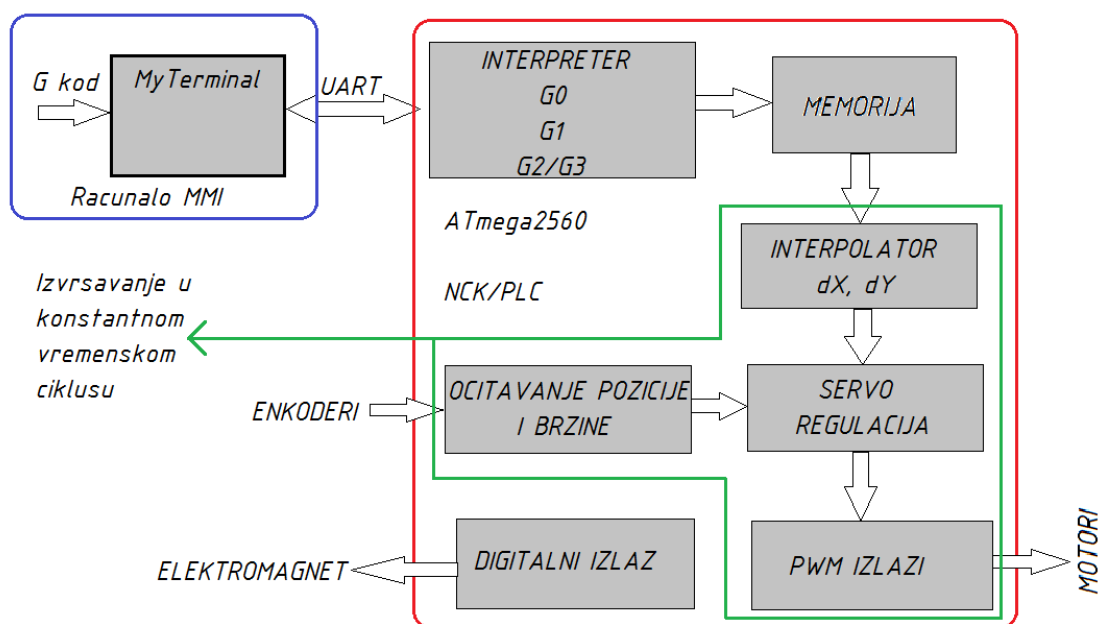 G kod
MyTerminal
Racunalo MMI
UART
INTERPRETER
G0
G1
G2/G3
MEMORIJA
ATmega2560
NCK/PLC
INTERPOLATOR
dX, dY
Izvrsavanje u
konstantnom
vremenskom
ciklusu
ENKODERI
OCITAVANJE POZICIJE
I BRZINE
SERVO
REGULACIJA
ELEKTROMAGNET
DIGITALNI IZLAZ
PWM IZLAZI
MOTORI